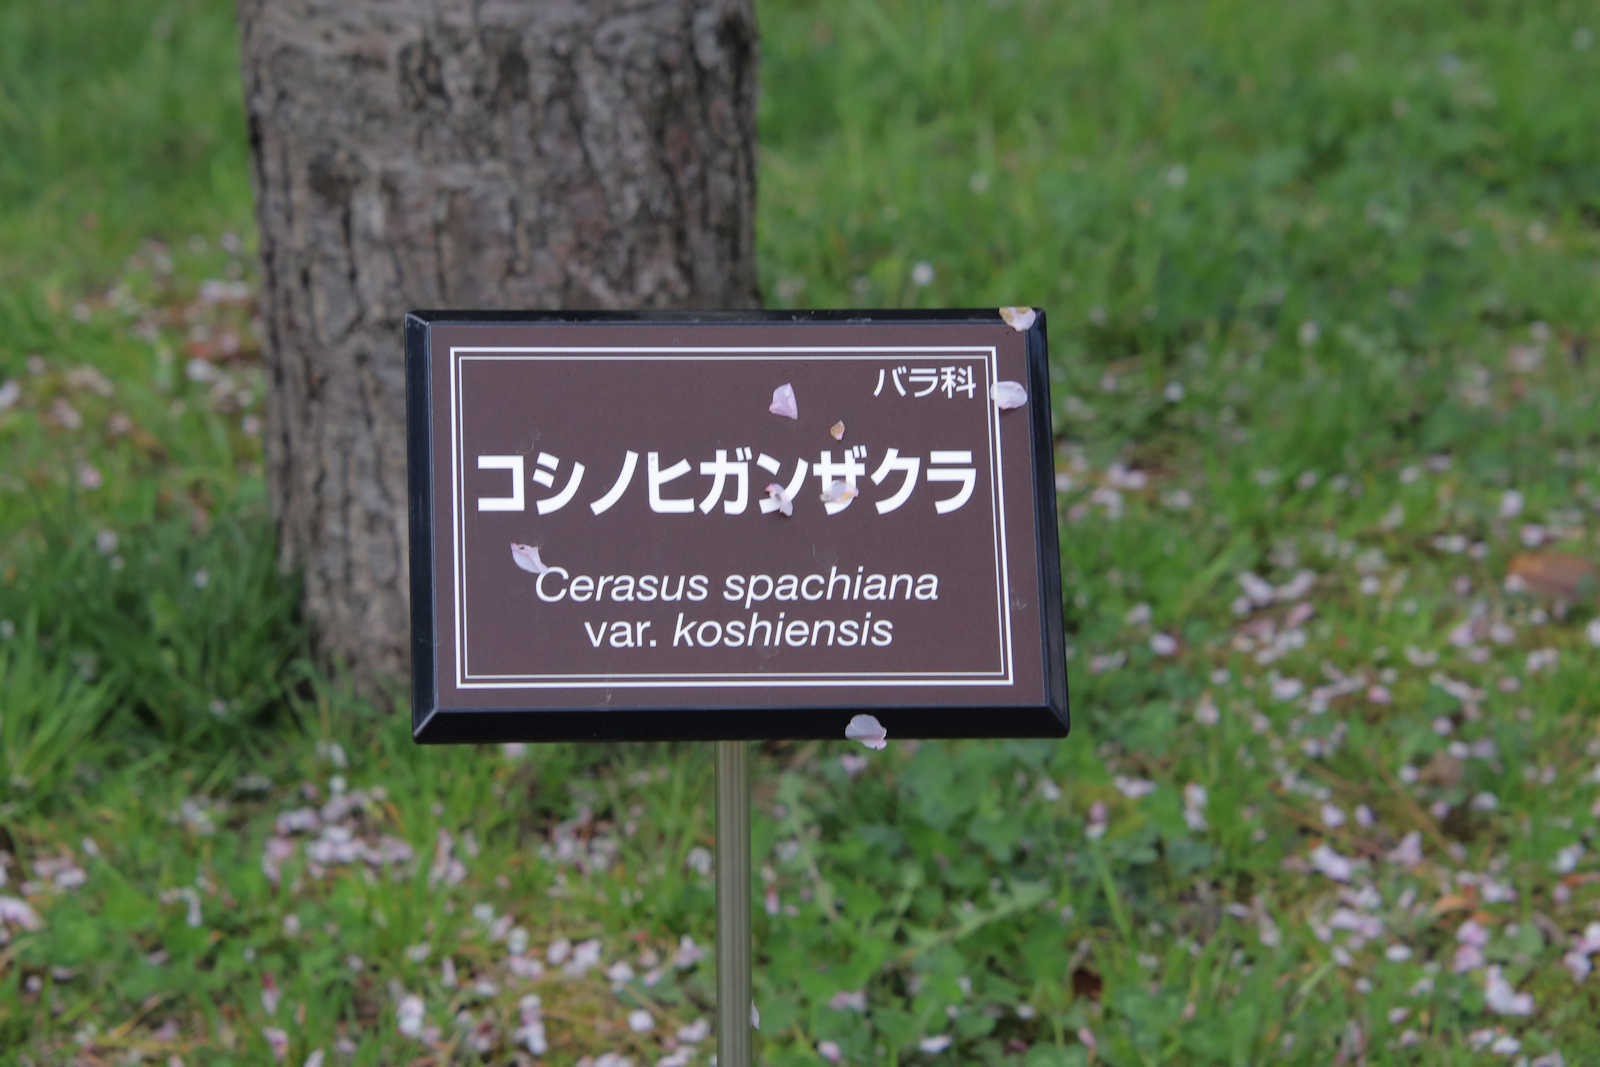 バラ科
コシノヒガンザクラ
Cerasus spachiana
var. koshiensis